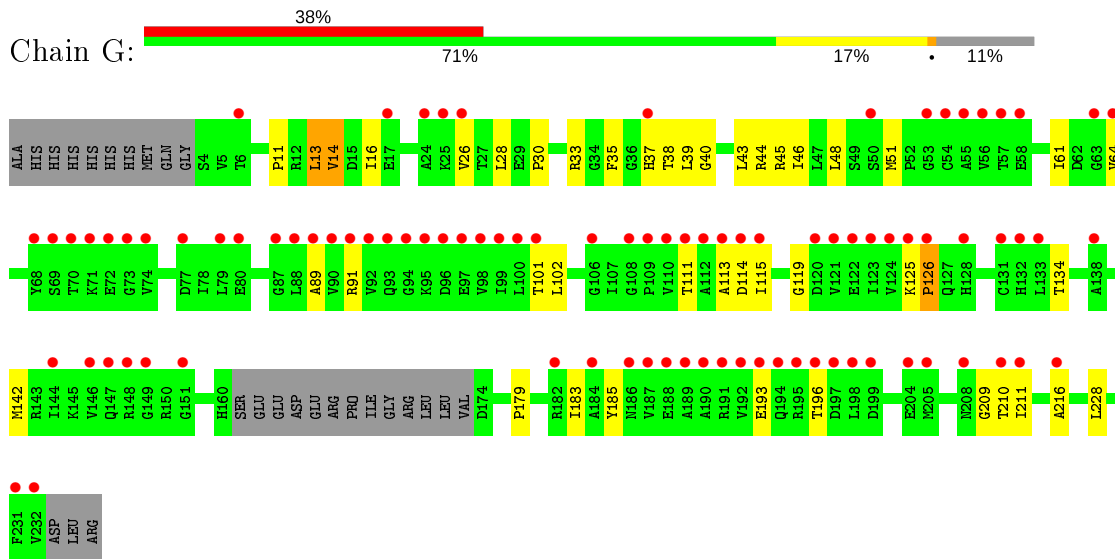 38%
Chain G:
71% 17% • 11%
ALA HIS HIS HIS HIS HIS HIS MET GLN GLY S4 V5 T6 P11 R12 L13 V14 D15 I16 E17 A24 K25 V26 T27 L28 E29 P30 R33 G34 F35 G36 H37 T38 L39 G40 L43 R44 R45 I46 L47 L48 S49 S50 M51 P52 G53 C54 A55 V56 T57 E58 I61 D62 G63 V64
Y68 S69 T70 K71 E72 G73 V74 D77 I78 L79 E80 G87 L88 A89 V90 R91 V92 Q93 G94 K95 D96 E97 V98 I99 L100 T101 L102 G106 I107 G108 P109 V110 T111 A112 A113 D114 I115 G119 D120 V121 E122 I123 V124 K125 P126 Q127 H128 C131 H132 L133 T134 A138
M142 R143 I144 K145 V146 Q147 R148 G149 R150 G151 H160 SER GLU GLU ASP GLU ARG PRO ILE GLY ARG LEU LEU VAL D174 P179 R182 I183 A184 Y185 N186 V187 E188 A189 A190 R191 V192 E193 Q194 R195 T196 D197 L198 D199 E204 M205 N208 G209 T210 I211 A216 L228
F231 V232 ASP LEU ARG